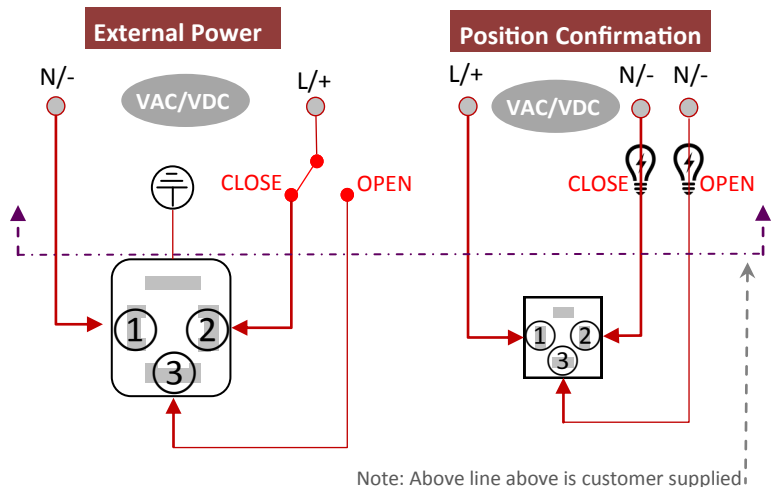 External Power
Position Confirmation
N/-
VAC/VDC
L/+
L/+
VAC/VDC
N/-
N/-
CLOSE
OPEN
CLOSE
OPEN
1
2
3
1
2
3
Note: Above line above is customer supplied